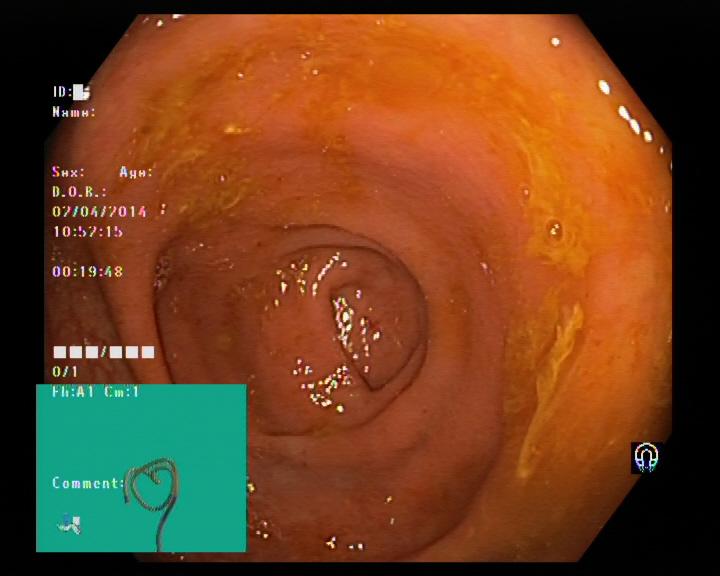 ID:
Name:
Sex: Age:
D.O.B.:
02/04/2014
10:52:15
00:19:48
■■■/■■■
0/1
Eh:A1 Cm:1
Comment: